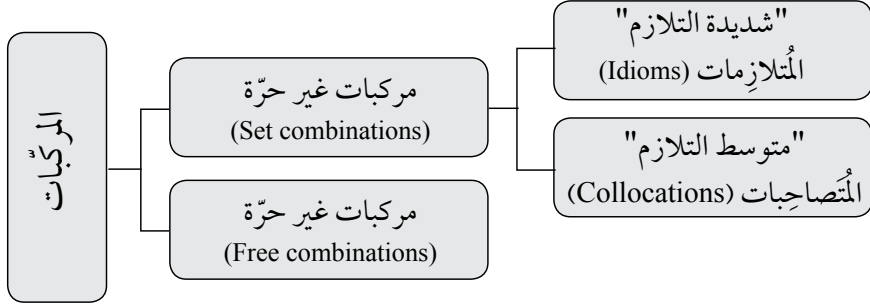 المركّبات
مركبات غير حرّة
(Set combinations)
مركبات غير حرّة
(Free combinations)
"شديدة التلازم"
المُتلازِمات (Idioms)
"متوسط التلازم"
المُتَصاحِبات (Collocations)